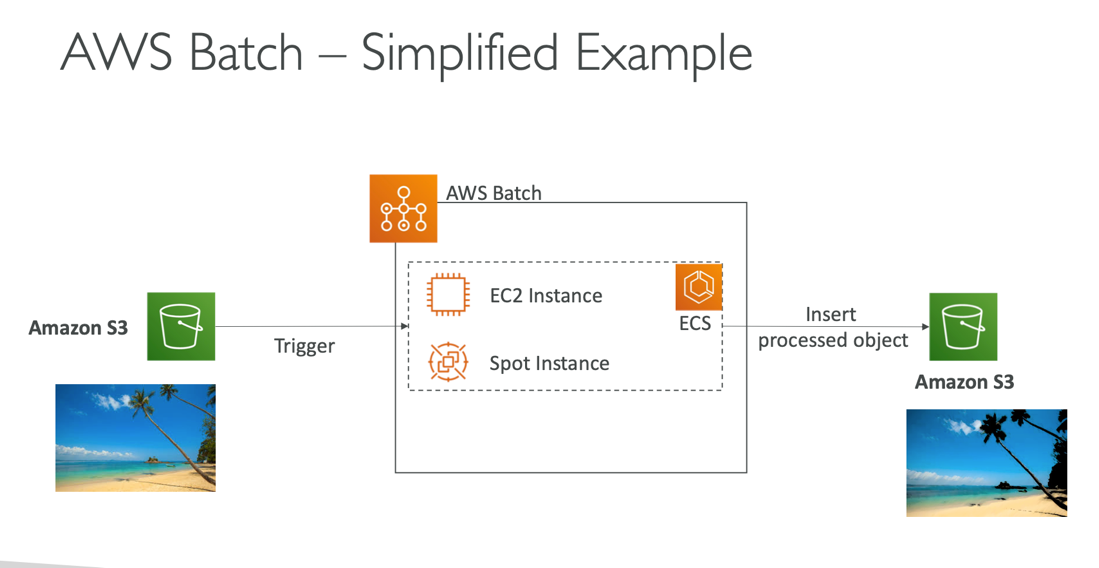 AWS Batch – Simplified Example
AWS Batch
EC2 Instance
ECS
Spot Instance
Amazon S3
Trigger
Insert
processed object
Amazon S3